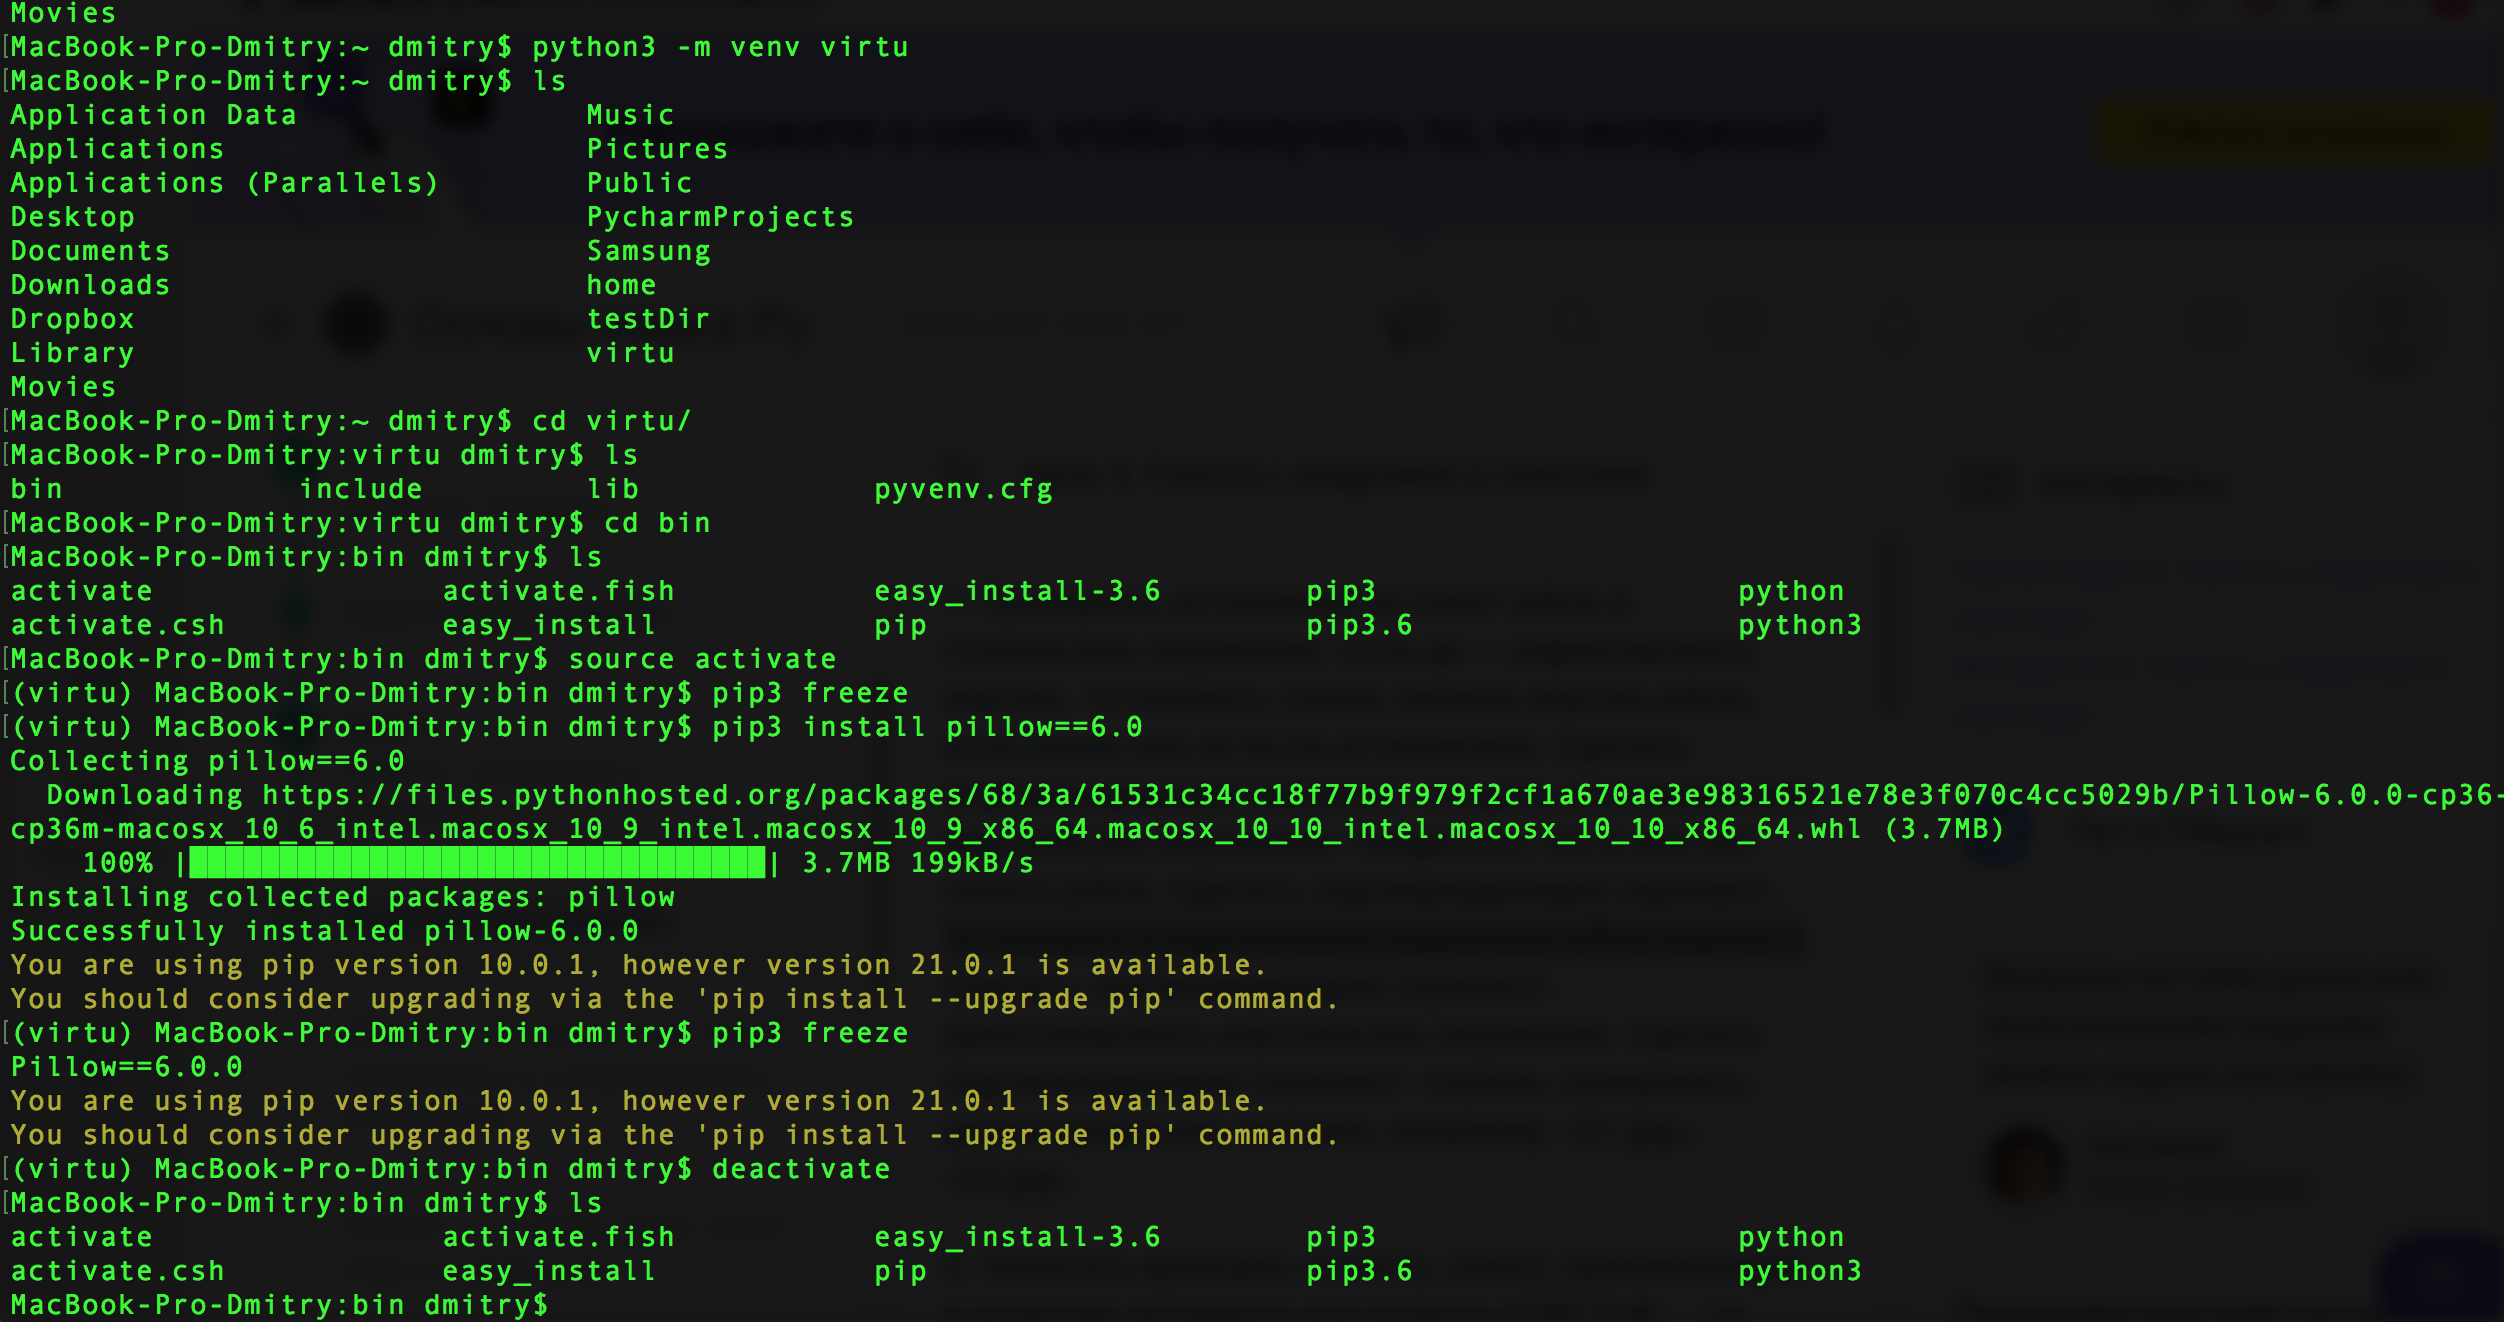 Movies
[MacBook-Pro-Dmitry:~ dmitry$ python3 -m venv virtu
[MacBook-Pro-Dmitry:~ dmitry$ ls
Application Data Music
Applications Pictures
Applications (Parallels) Public
Desktop PycharmProjects
Documents Samsung
Downloads home
Dropbox testDir
Library virtu
Movies
[MacBook-Pro-Dmitry:~ dmitry$ cd virtu/
[MacBook-Pro-Dmitry:virtu dmitry$ ls
bin include lib pyvenv.cfg
[MacBook-Pro-Dmitry:virtu dmitry$ cd bin
[MacBook-Pro-Dmitry:bin dmitry$ ls
activate activate.fish easy_install-3.6 pip3 python
activate.csh easy_install pip pip3.6 python3
[MacBook-Pro-Dmitry:bin dmitry$ source activate
[(virtu) MacBook-Pro-Dmitry:bin dmitry$ pip3 freeze
[(virtu) MacBook-Pro-Dmitry:bin dmitry$ pip3 install pillow==6.0
Collecting pillow==6.0
  Downloading https://files.pythonhosted.org/packages/68/3a/61531c34cc18f77b9f979f2cf1a670ae3e98316521e78e3f070c4cc5029b/Pillow-6.0.0-cp36-
cp36m-macosx_10_6_intel.macosx_10_9_intel.macosx_10_9_x86_64.macosx_10_10_intel.macosx_10_10_x86_64.whl (3.7MB)
    100% |████████████████████████████████| 3.7MB 199kB/s
Installing collected packages: pillow
Successfully installed pillow-6.0.0
You are using pip version 10.0.1, however version 21.0.1 is available.
You should consider upgrading via the 'pip install --upgrade pip' command.
[(virtu) MacBook-Pro-Dmitry:bin dmitry$ pip3 freeze
Pillow==6.0.0
You are using pip version 10.0.1, however version 21.0.1 is available.
You should consider upgrading via the 'pip install --upgrade pip' command.
[(virtu) MacBook-Pro-Dmitry:bin dmitry$ deactivate
[MacBook-Pro-Dmitry:bin dmitry$ ls
activate activate.fish easy_install-3.6 pip3 python
activate.csh easy_install pip pip3.6 python3
MacBook-Pro-Dmitry:bin dmitry$